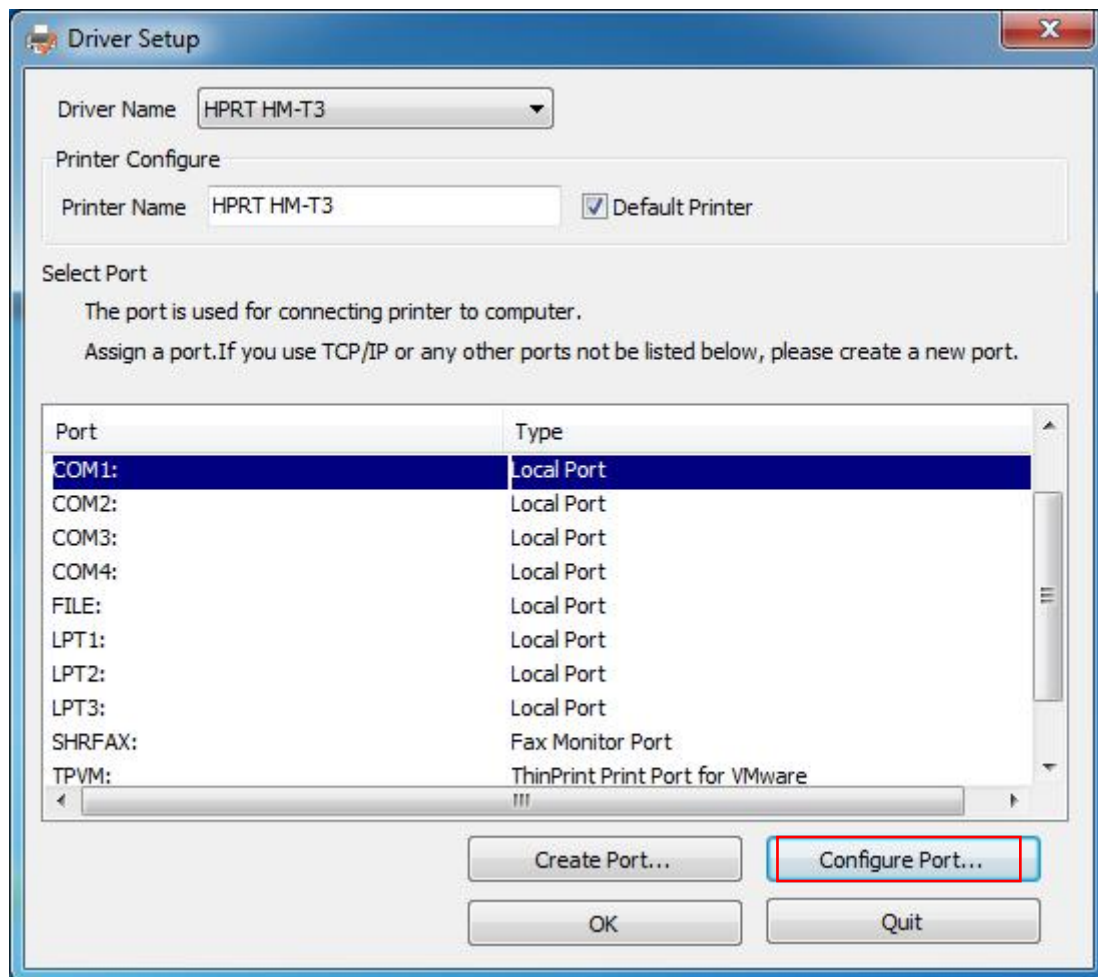 Driver Setup
Driver Name HPRT HM-T3
Printer Configure
Printer Name HPRT HM-T3 Default Printer
Select Port
The port is used for connecting printer to computer.
Assign a port.If you use TCP/IP or any other ports not be listed below, please create a new port.
Port Type
COM1: Local Port
COM2: Local Port
COM3: Local Port
COM4: Local Port
FILE: Local Port
LPT1: Local Port
LPT2: Local Port
LPT3: Local Port
SHRFAX: Fax Monitor Port
TPVM: ThinPrint Print Port for VMware
Create Port... Configure Port...
OK Quit